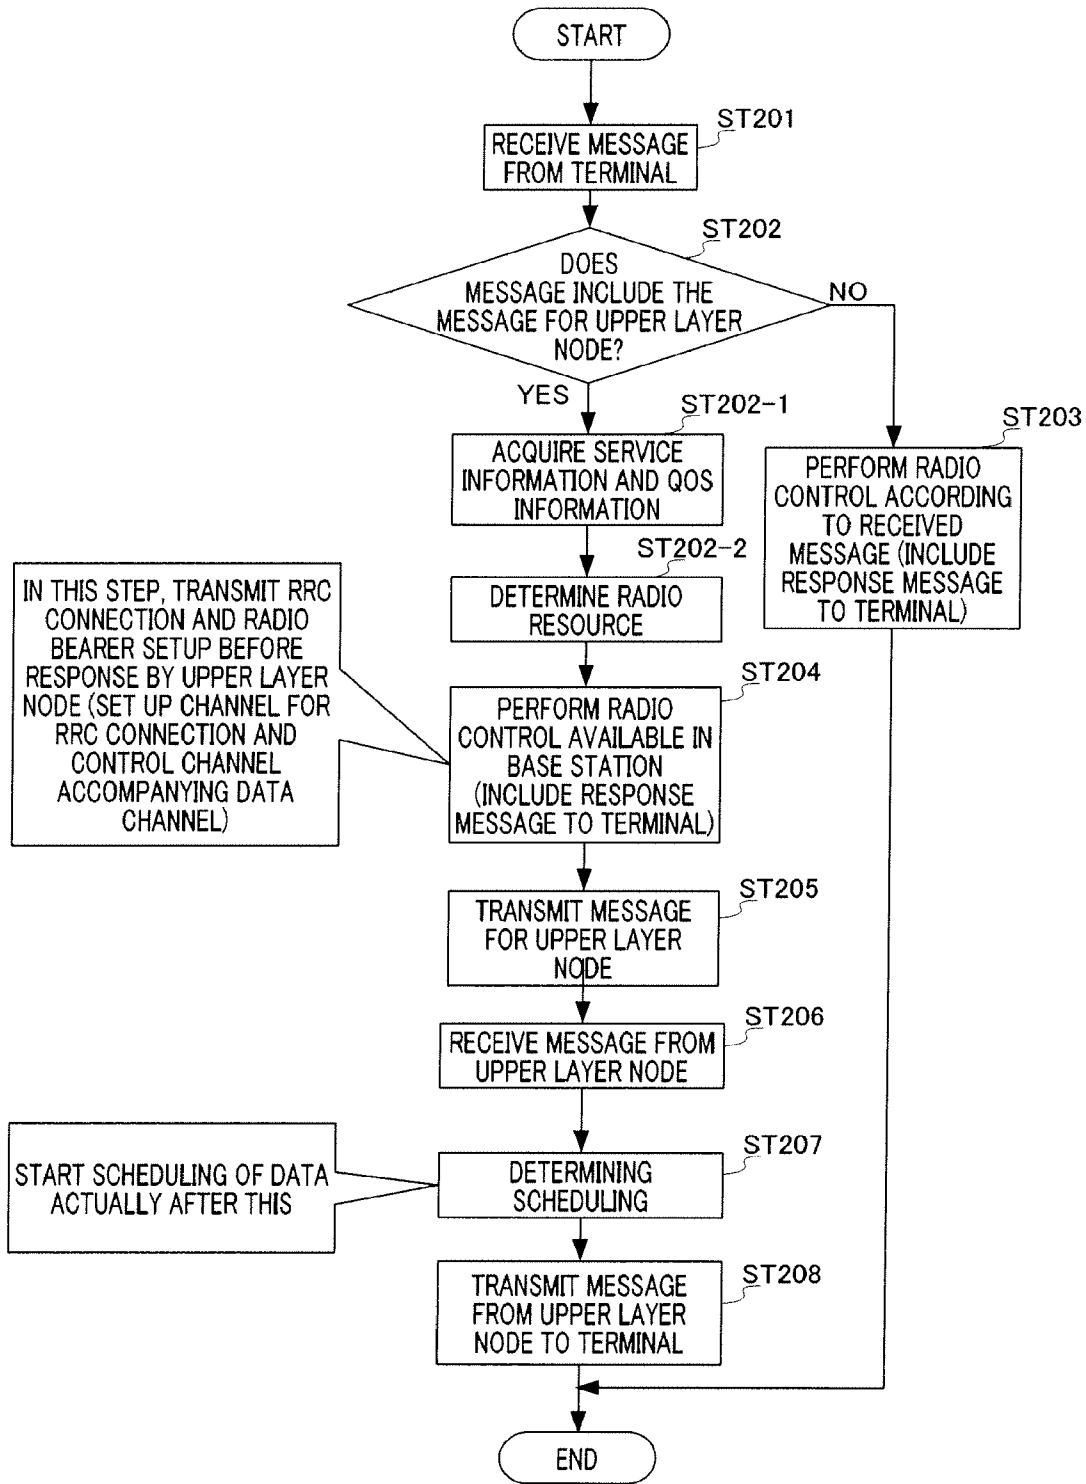 START
ST201
RECEIVE MESSAGE
FROM TERMINAL
ST202
DOES
MESSAGE INCLUDE THE
MESSAGE FOR UPPER LAYER
NODE?
NO
YES
ST202-1
ACQUIRE SERVICE
INFORMATION AND QOS
INFORMATION
ST203
PERFORM RADIO
CONTROL ACCORDING
TO RECEIVED
MESSAGE (INCLUDE
RESPONSE MESSAGE
TO TERMINAL)
ST202-2
DETERMINE RADIO
RESOURCE
IN THIS STEP, TRANSMIT RRC
CONNECTION AND RADIO
BEARER SETUP BEFORE
RESPONSE BY UPPER LAYER
NODE (SET UP CHANNEL FOR
RRC CONNECTION AND
CONTROL CHANNEL
ACCOMPANYING DATA
CHANNEL)
ST204
PERFORM RADIO
CONTROL AVAILABLE IN
BASE STATION
(INCLUDE RESPONSE
MESSAGE TO TERMINAL)
ST205
TRANSMIT MESSAGE
FOR UPPER LAYER
NODE
ST206
RECEIVE MESSAGE FROM
UPPER LAYER NODE
ST207
DETERMINING
SCHEDULING
START SCHEDULING OF DATA
ACTUALLY AFTER THIS
ST208
TRANSMIT MESSAGE
FROM UPPER LAYER
NODE TO TERMINAL
END